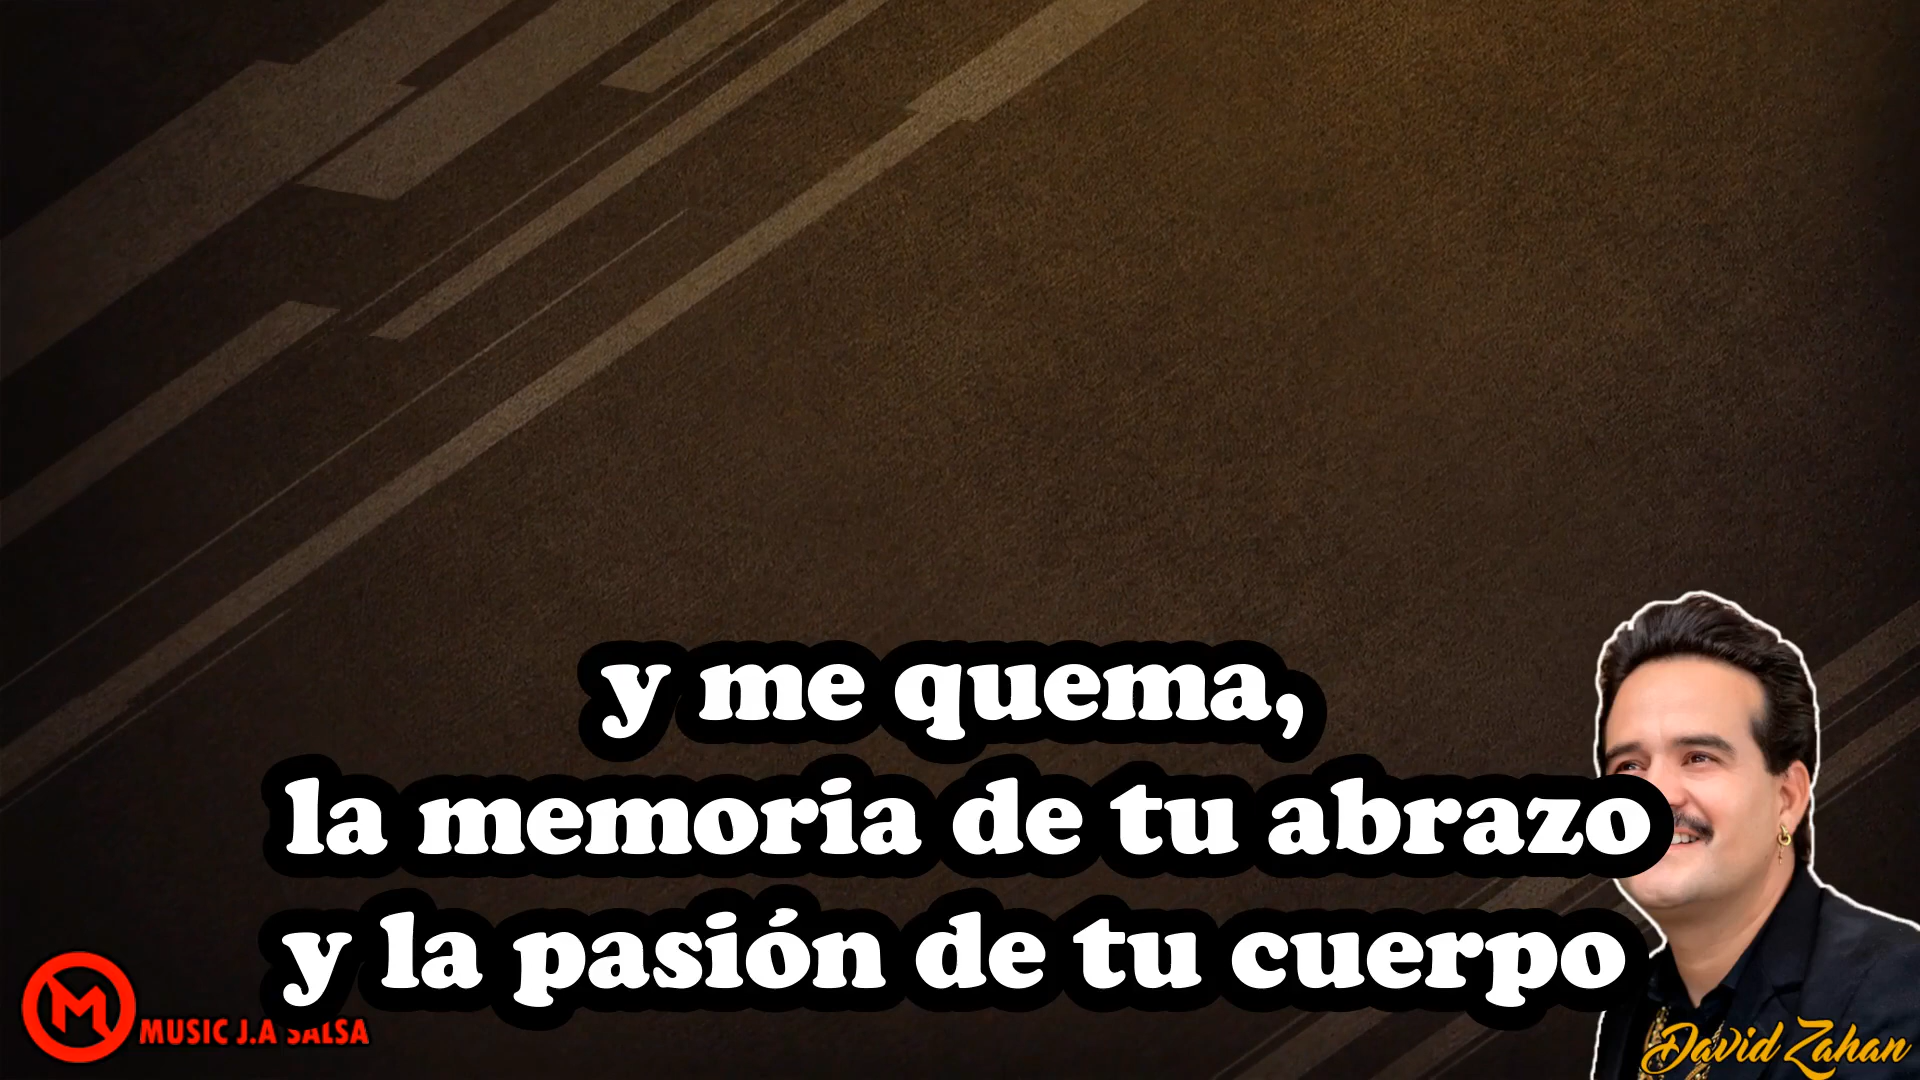 y me quema,
la memoria de tu abrazo
y la pasión de tu cuerpo
M
MUSIC J.A SALSA
David Zahan